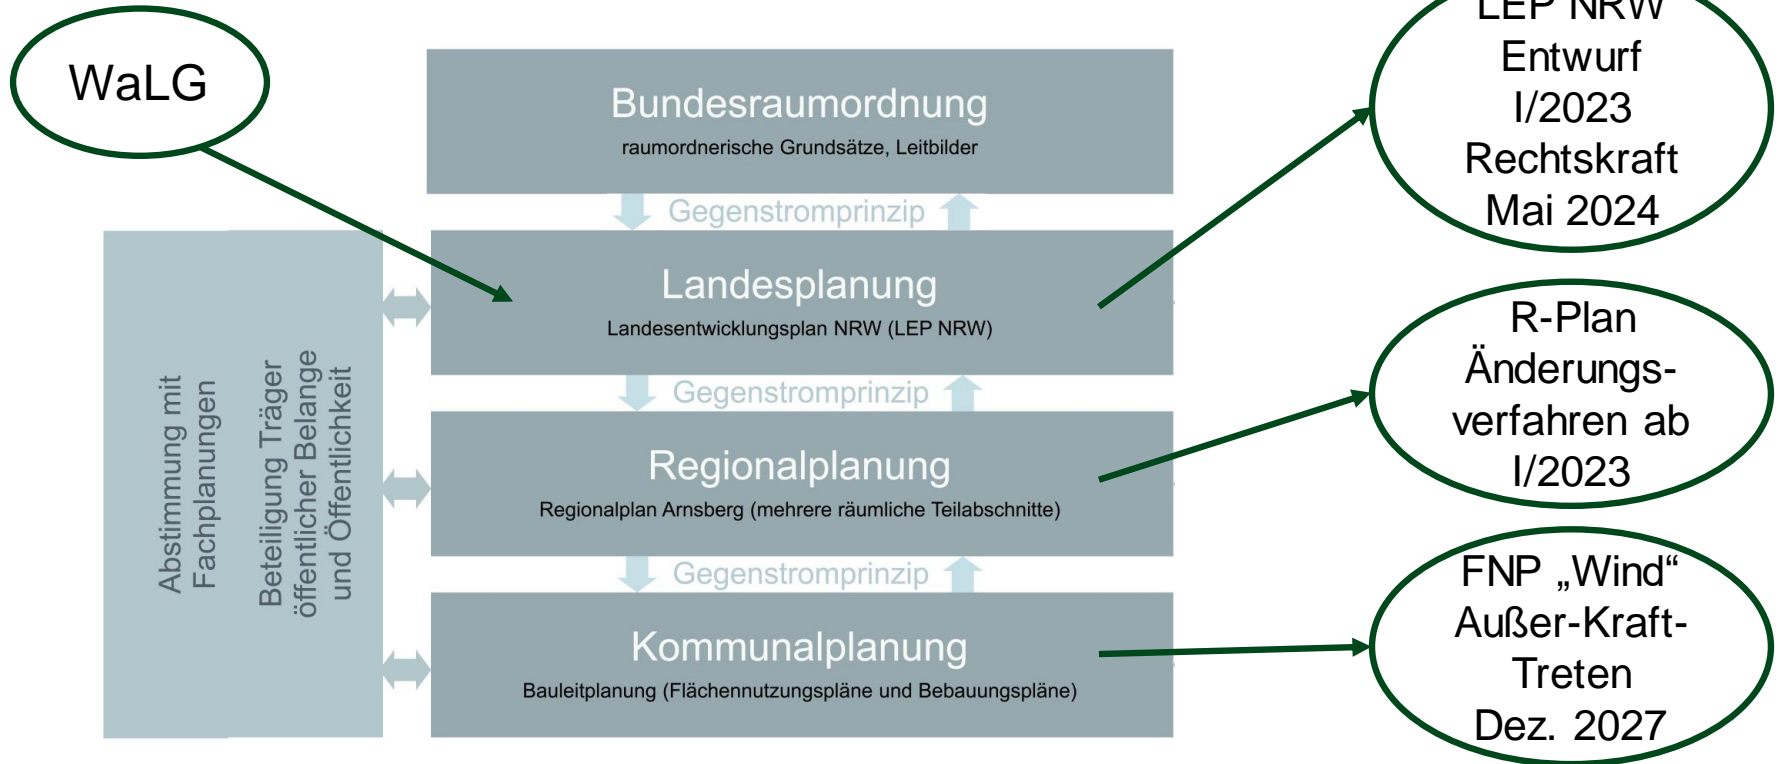 WaLG
Bundesraumordnung
raumordnerische Grundsätze, Leitbilder
Gegenstromprinzip
Landesplanung
Landesentwicklungsplan NRW (LEP NRW)
Gegenstromprinzip
Regionalplanung
Regionalplan Arnsberg (mehrere räumliche Teilabschnitte)
Gegenstromprinzip
Kommunalplanung
Bauleitplanung (Flächennutzungspläne und Bebauungspläne)
Abstimmung mit
Fachplanungen
Beteiligung Träger
öffentlicher Belange
und Öffentlichkeit
LEP NRW
Entwurf
I/2023
Rechtskraft
Mai 2024
R-Plan
Änderungs-
verfahren ab
I/2023
FNP „Wind“
Außer-Kraft-
Treten
Dez. 2027